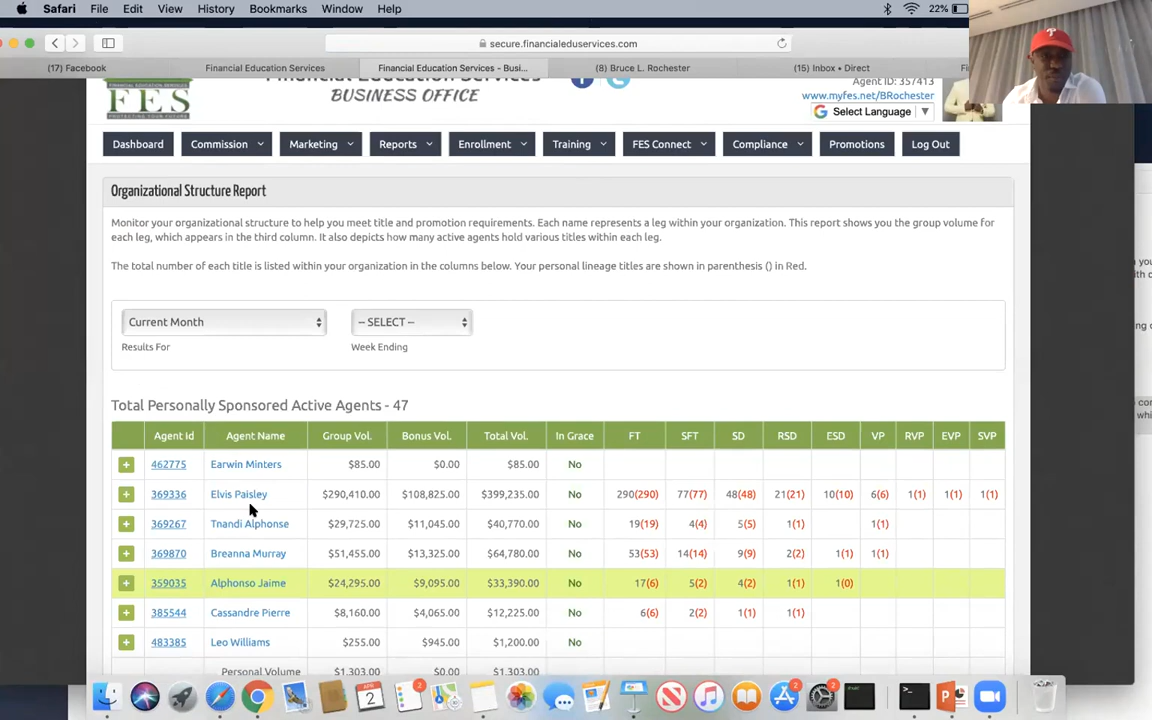 Safari File Edit View History Bookmarks Window Help 22%
secure.financialeduservices.com
(17) Facebook Financial Education Services Financial Education Services - Busi... (8) Bruce L. Rochester (15) Inbox • Direct
Financial Education Services
FES BUSINESS OFFICE
PROTECTING YOUR FUTURE
Agent ID: 357413
www.myfes.net/BRochester
Select Language ▼
Dashboard Commission Marketing Reports Enrollment Training FES Connect Compliance Promotions Log Out
Organizational Structure Report
Monitor your organizational structure to help you meet title and promotion requirements. Each name represents a leg within your organization. This report shows you the group volume for
each leg, which appears in the third column. It also depicts how many active agents hold various titles within each leg.
The total number of each title is listed within your organization in the columns below. Your personal lineage titles are shown in parenthesis () in Red.
Current Month -- SELECT --
Results For Week Ending
Total Personally Sponsored Active Agents - 47
Agent Id Agent Name Group Vol. Bonus Vol. Total Vol. In Grace FT SFT SD RSD ESD VP RVP EVP SVP
+ 462775 Earwin Minters $85.00 $0.00 $85.00 No
+ 369336 Elvis Paisley $290,410.00 $108,825.00 $399,235.00 No 290(290) 77(77) 48(48) 21(21) 10(10) 6(6) 1(1) 1(1) 1(1)
+ 369267 Tnandi Alphonse $29,725.00 $11,045.00 $40,770.00 No 19(19) 4(4) 5(5) 1(1) 1(1)
+ 369870 Breanna Murray $51,455.00 $13,325.00 $64,780.00 No 53(53) 14(14) 9(9) 2(2) 1(1) 1(1)
+ 359035 Alphonso Jaime $24,295.00 $9,095.00 $33,390.00 No 17(6) 5(2) 4(2) 1(1) 1(0)
+ 385544 Cassandre Pierre $8,160.00 $4,065.00 $12,225.00 No 6(6) 2(2) 1(1) 1(1)
+ 483385 Leo Williams $255.00 $945.00 $1,200.00 No
Personal Volume $1,303.00 $0.00 $1,303.00
APR 2